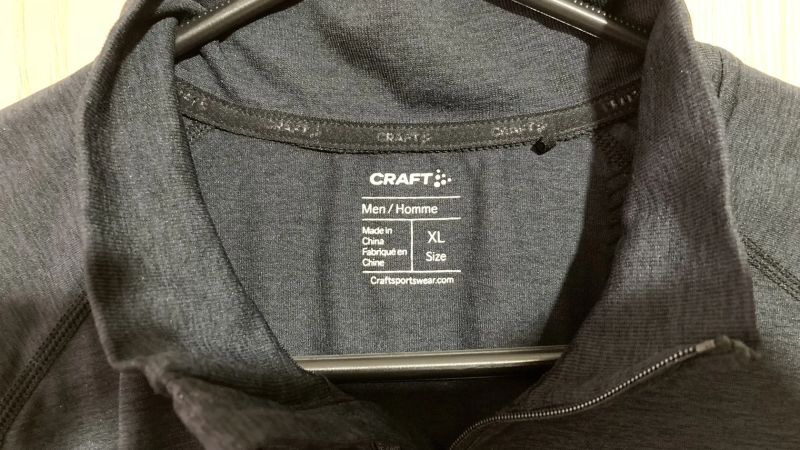 CRAFT CRAFT CRAFT
CRAFT
Men / Homme
Made in
China
Fabriqué en
Chine
XL
Size
Craftsportswear.com